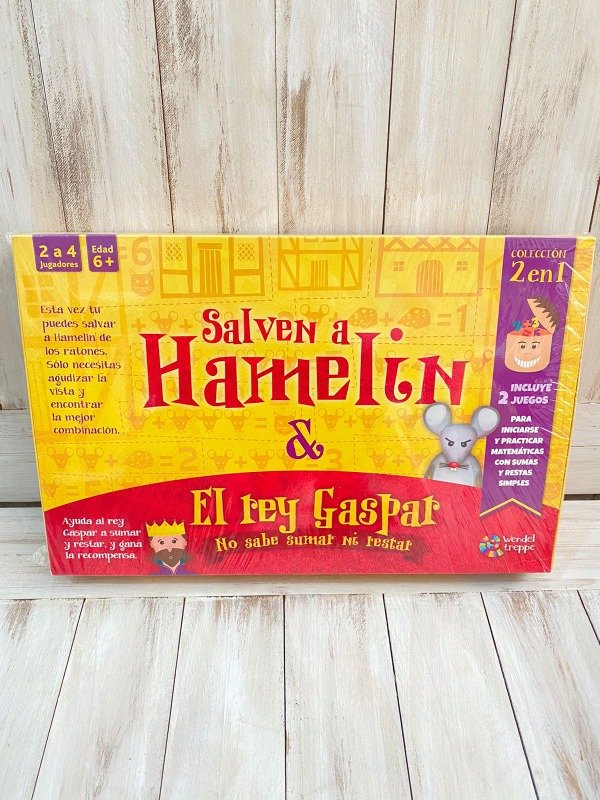 2 a 4
Jugadores
Edad
6+
COLECCIÓN
2 en 1
Esta vez tu
puedes salvar
a Hamelin de
los ratones.
Sólo necesitas
agudizar la
vista y
encontrar
la mejor
combinación.
Salven a
Hamelin
&
INCLUYE
2 JUEGOS
PARA
INICIARSE
Y PRACTICAR
MATEMÁTICAS
CON SUMAS
Y RESTAS
SIMPLES
El rey Gaspar
No sabe sumar ni restar
Ayuda al rey
Gaspar a sumar
y restar, y gana
la recompensa.
wendel
treppe